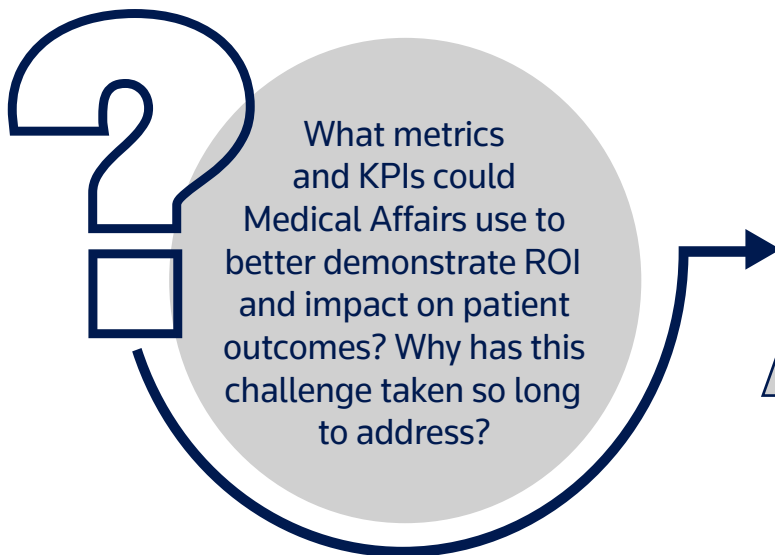 ?
What metrics
and KPIs could
Medical Affairs use to
better demonstrate ROI
and impact on patient
outcomes? Why has this
challenge taken so long
to address?